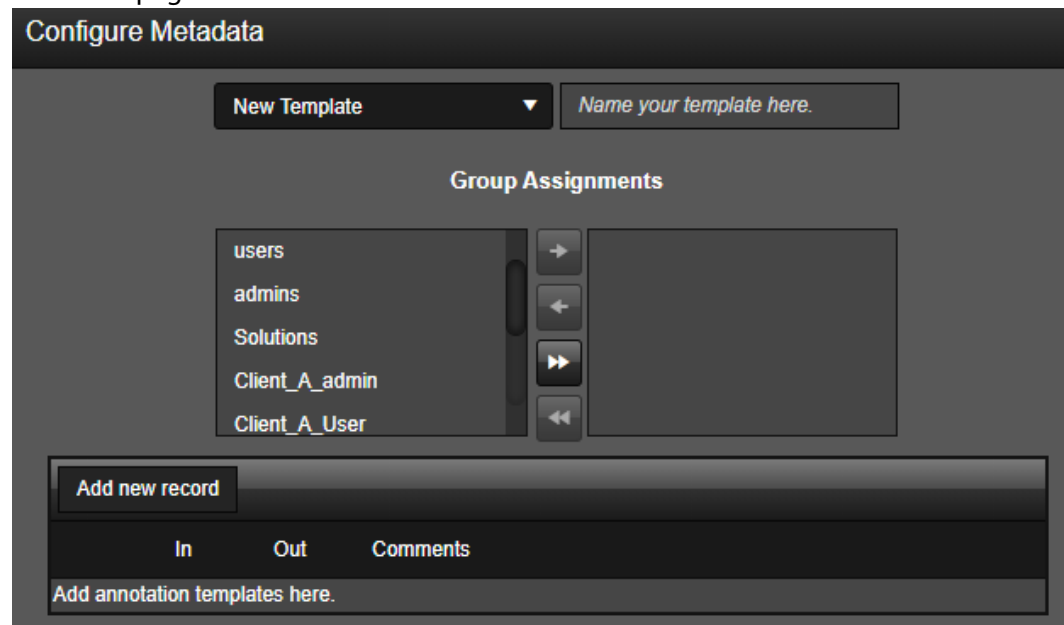 Configure Metadata
New Template Name your template here.
Group Assignments
users
admins
Solutions
Client_A_admin
Client_A_User
Add new record
In Out Comments
Add annotation templates here.